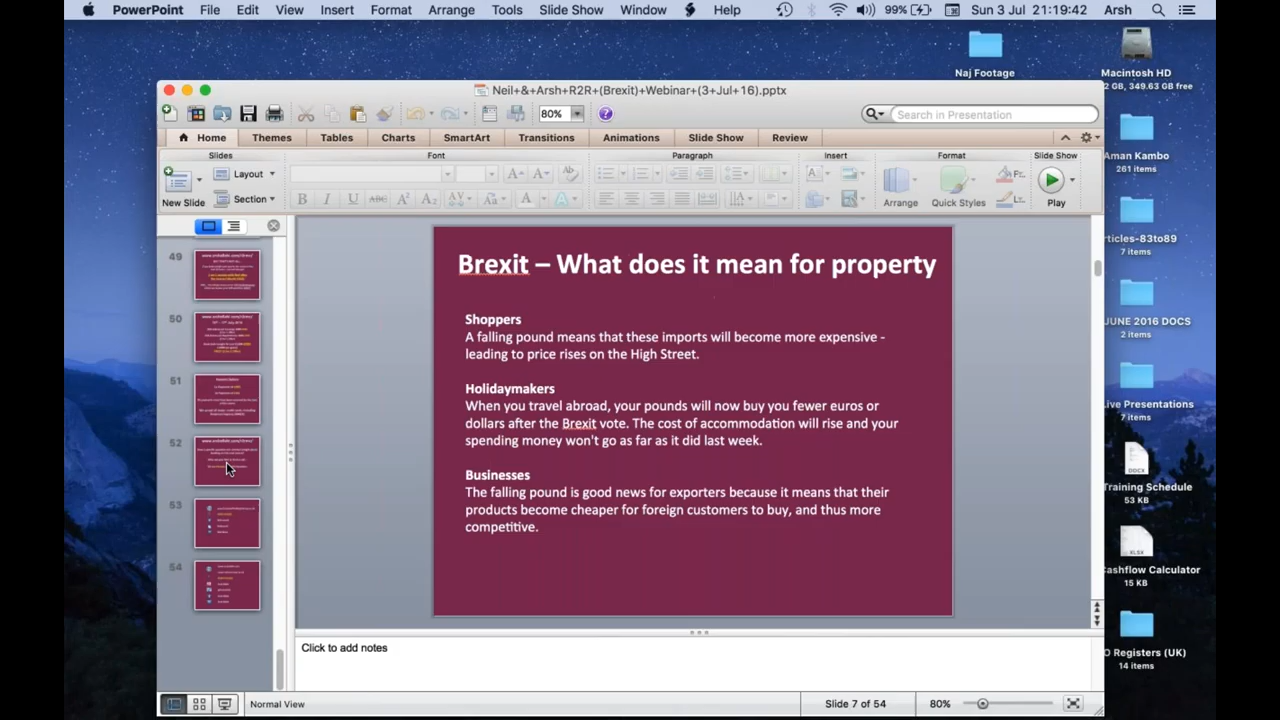 PowerPoint File Edit View Insert Format Arrange Tools Slide Show Window Help 99% Sun 3 Jul 21:19:42 Arsh
Naj Footage
Macintosh HD
2 GB, 349.63 GB free
Neil+&+Arsh+R2R+(Brexit)+Webinar+(3+Jul+16).pptx
80%
Search in Presentation
Home Themes Tables Charts SmartArt Transitions Animations Slide Show Review
Slides Font Paragraph Insert Format Slide Show
New Slide
Layout
Section
Arrange
Quick Styles
Play
Aman Kambo
261 items
rticles-83to89
7 items
JUNE 2016 DOCS
2 items
Live Presentations
7 items
DOCX
Training Schedule
53 KB
XLSX
Cashflow Calculator
15 KB
O Registers (UK)
14 items
49
50
51
52
53
54
Brexit – What does it mean for property
Shoppers
A falling pound means that these imports will become more expensive -
leading to price rises on the High Street.
Holidaymakers
When you travel abroad, your pounds will now buy you fewer euros or
dollars after the Brexit vote. The cost of accommodation will rise and your
spending money won't go as far as it did last week.
Businesses
The falling pound is good news for exporters because it means that their
products become cheaper for foreign customers to buy, and thus more
competitive.
Click to add notes
Normal View
Slide 7 of 54
80%